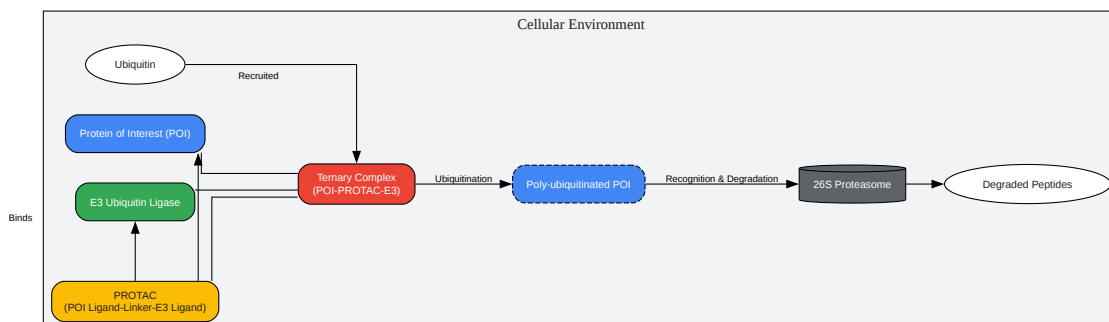 Cellular Environment
Ubiquitin
Recruited
Protein of Interest (POI)
Ternary Complex
(POI-PROTAC-E3)
Ubiquitination
Poly-ubiquitinated POI
Recognition & Degradation
26S Proteasome
Degraded Peptides
E3 Ubiquitin Ligase
Binds
PROTAC
(POI Ligand-Linker-E3 Ligand)